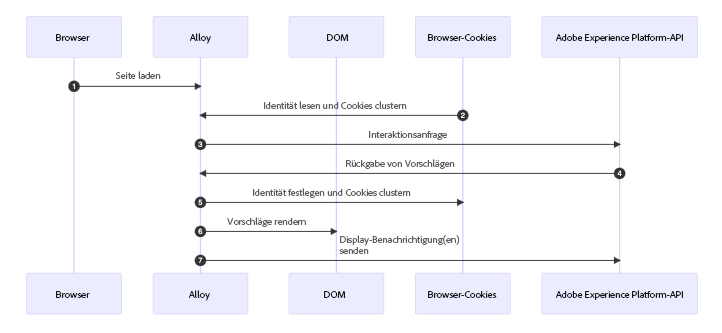 Browser
Alloy
DOM
Browser-Cookies
Adobe Experience Platform-API
1
Seite laden
2
Identität lesen und Cookies clustern
3
Interaktionsanfrage
4
Rückgabe von Vorschlägen
5
Identität festlegen und Cookies clustern
6
Vorschläge rendern
7
Display-Benachrichtigung(en)
senden
Browser
Alloy
DOM
Browser-Cookies
Adobe Experience Platform-API